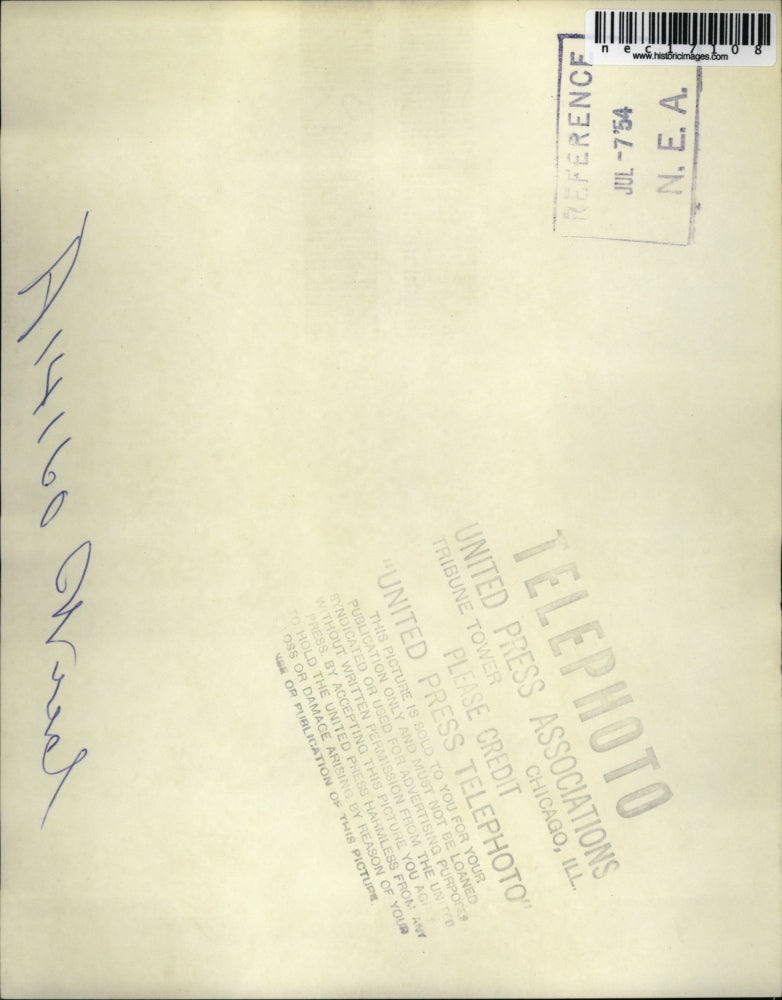 nec17108
www.historicimages.com
REFERENCE
JUL -7 '54
N. E. A.
TELEPHOTO
UNITED PRESS ASSOCIATIONS
TRIBUNE TOWER CHICAGO, ILL.
PLEASE CREDIT
"UNITED PRESS TELEPHOTO"
THIS PICTURE IS SOLD TO YOU FOR YOUR
PUBLICATION ONLY AND MUST NOT BE LOANED
SYNDICATED OR USED FOR ADVERTISING PURPOSES
WITHOUT WRITTEN PERMISSION FROM THE UNITED
PRESS. BY ACCEPTING THIS PICTURE YOU AG
TO HOLD THE UNITED PRESS HARMLESS FROM ANY
LOSS OR DAMAGE ARISING BY REASON OF YOUR
USE OR PUBLICATION OF THIS PICTURE